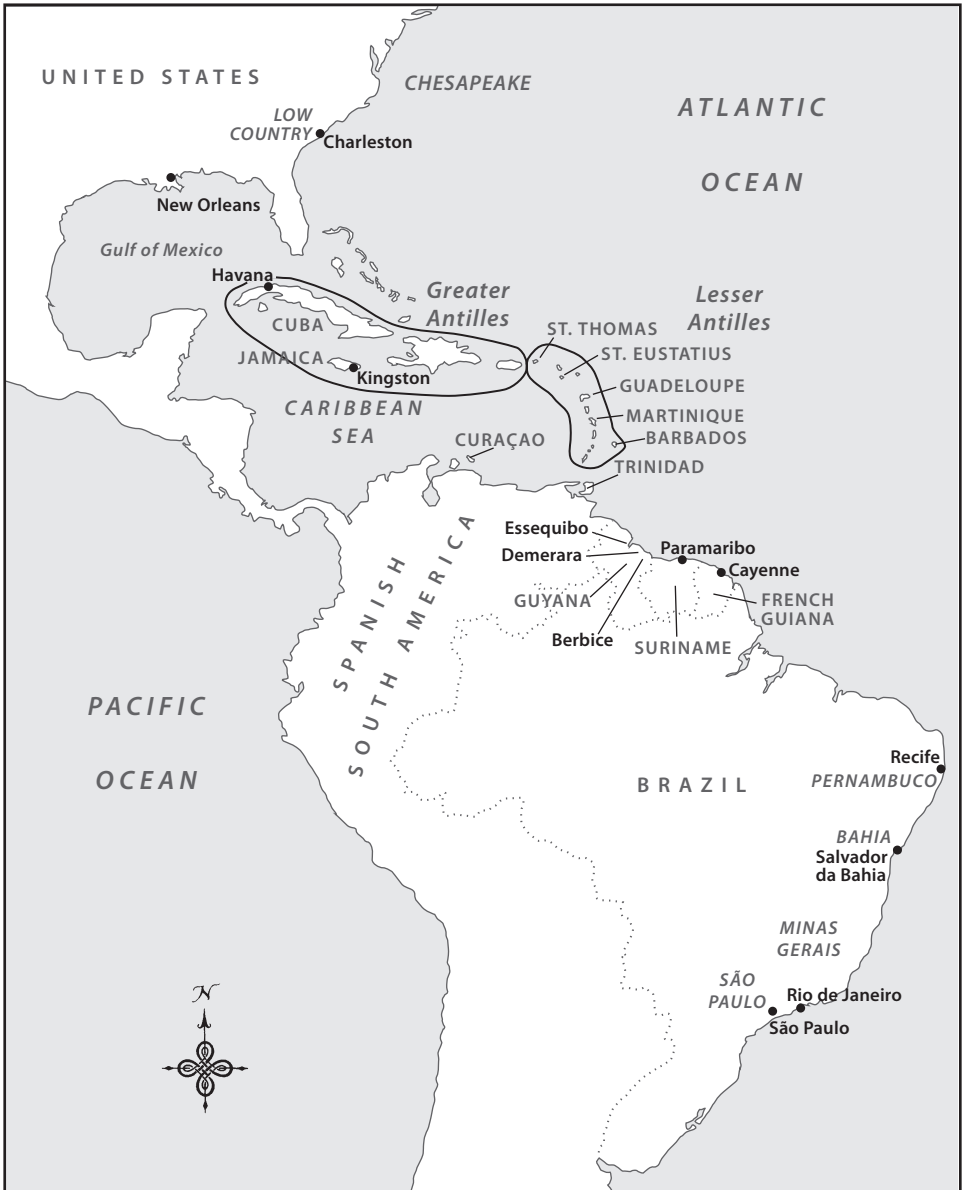 UNITED STATES
CHESAPEAKE
ATLANTIC
OCEAN
LOW
COUNTRY
Charleston
New Orleans
Gulf of Mexico
Havana
Greater
Antilles
Lesser
Antilles
CUBA
ST. THOMAS
JAMAICA
ST. EUSTATIUS
Kingston
GUADELOUPE
CARIBBEAN
SEA
MARTINIQUE
CURAÇAO
BARBADOS
TRINIDAD
SPANISH
SOUTH AMERICA
Essequibo
Demerara
Paramaribo
Cayenne
GUYANA
FRENCH
GUIANA
Berbice
SURINAME
PACIFIC
OCEAN
BRAZIL
Recife
PERNAMBUCO
BAHIA
Salvador
da Bahia
MINAS
GERAIS
SÃO
PAULO
Rio de Janeiro
São Paulo
N